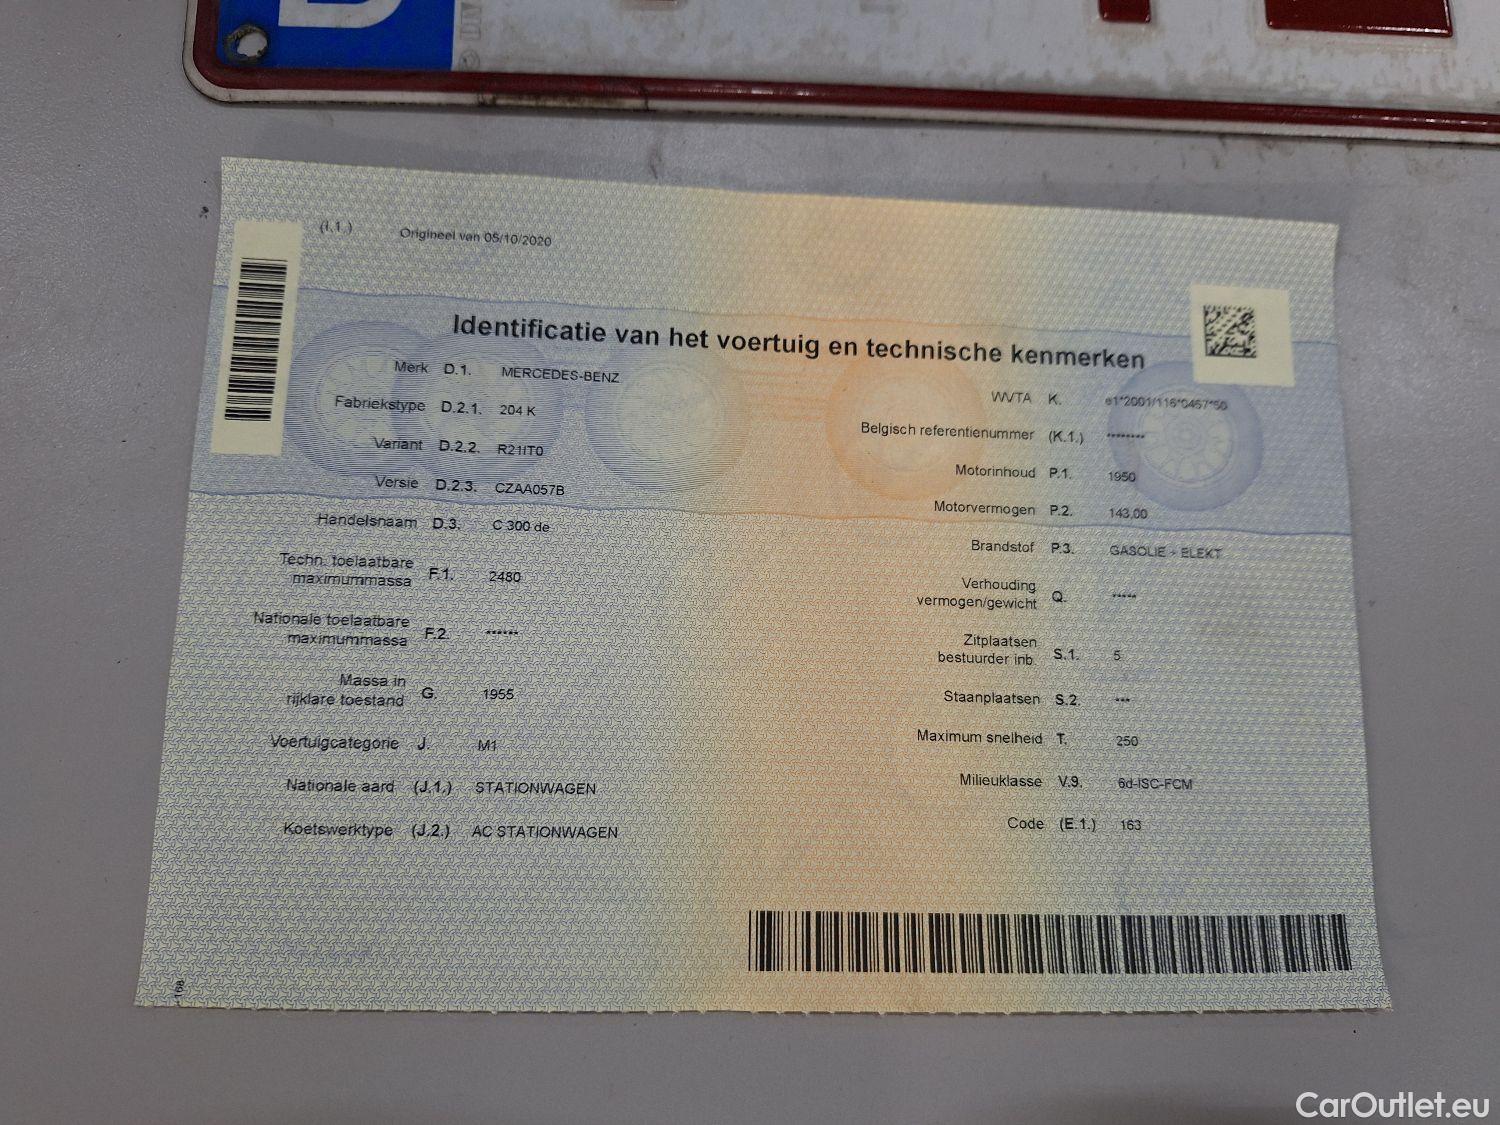 (I.1.) Origineel van 05/10/2020
Identificatie van het voertuig en technische kenmerken
Merk D.1. MERCEDES-BENZ
Fabriekstype D.2.1. 204 K
Variant D.2.2. R21IT0
Versie D.2.3. CZAA057B
Handelsnaam D.3. C 300 de
Techn. toelaatbare
maximummassa F.1. 2480
Nationale toelaatbare
maximummassa F.2. ******
Massa in
rijklare toestand G. 1955
Voertuigcategorie J. M1
Nationale aard (J.1.) STATIONWAGEN
Koetswerktype (J.2.) AC STATIONWAGEN
WVTA K. e1*2001/116*0457*50
Belgisch referentienummer (K.1.) ********
Motorinhoud P.1. 1950
Motorvermogen P.2. 143,00
Brandstof P.3. GASOLIE - ELEKT
Verhouding
vermogen/gewicht Q. *****
Zitplaatsen
bestuurder inb. S.1. 5
Staanplaatsen S.2. ***
Maximum snelheid T. 250
Milieuklasse V.9. 6d-ISC-FCM
Code (E.1.) 163
168
CarOutlet.eu